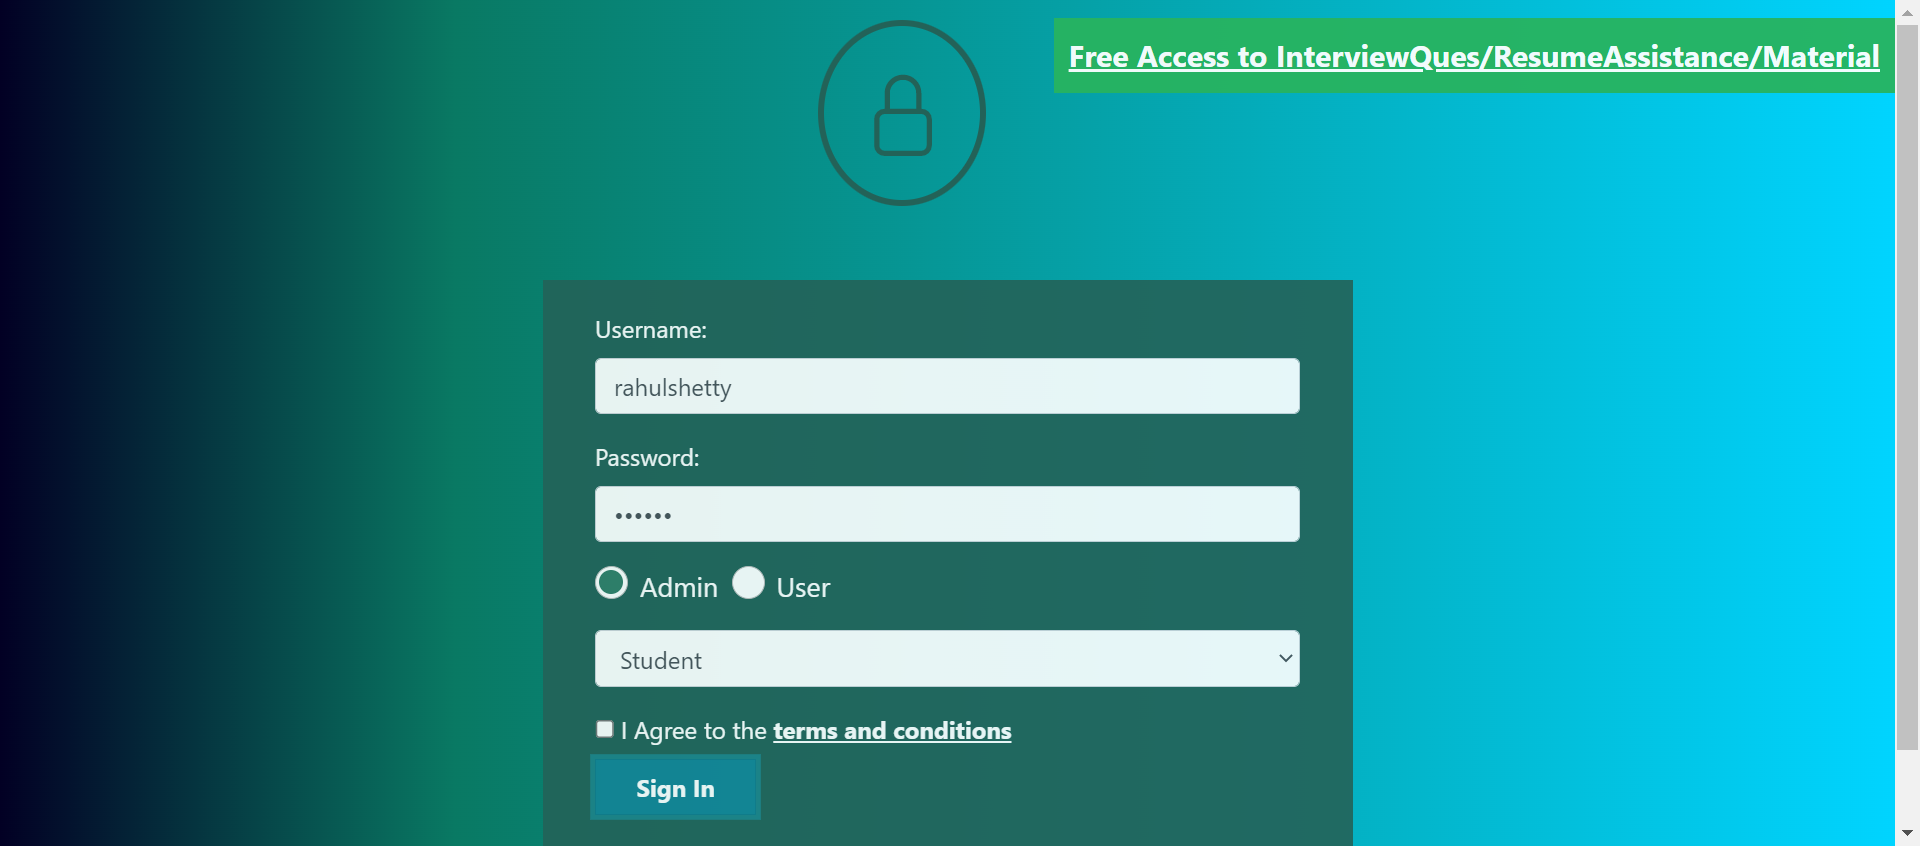 Free Access to InterviewQues/ResumeAssistance/Material
Username:
rahulshetty
Password:
••••••
Admin User
Student
I Agree to the terms and conditions
Sign In